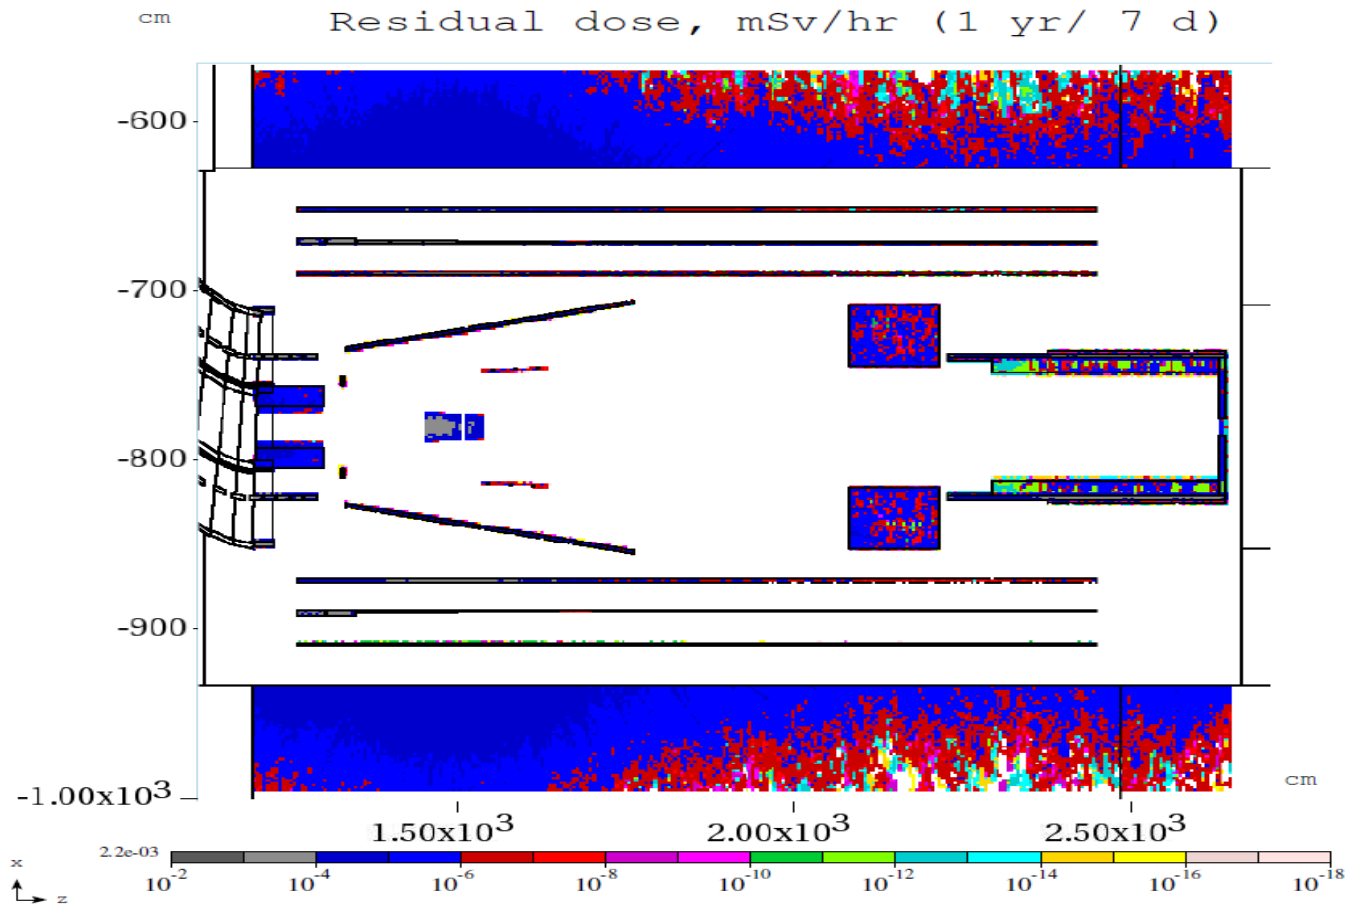 cm
Residual dose, mSv/hr (1 yr/ 7 d)
-600
-700
-800
-900
-1.00x10³
cm
1.50x10³
2.00x10³
2.50x10³
2.2e-03
10⁻² 10⁻⁴ 10⁻⁶ 10⁻⁸ 10⁻¹⁰ 10⁻¹² 10⁻¹⁴ 10⁻¹⁶ 10⁻¹⁸
x
z